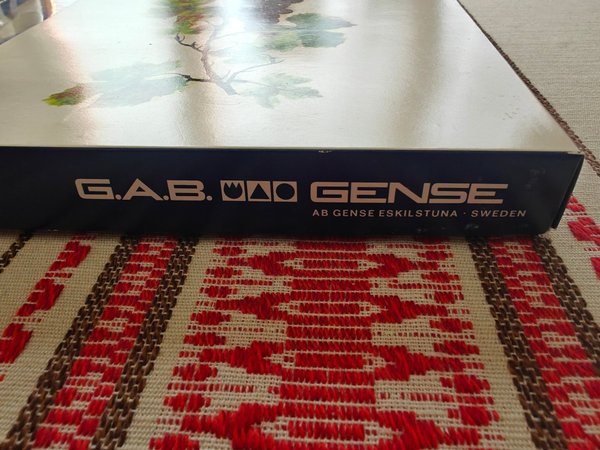 G.A.B. GENSE
AB GENSE ESKILSTUNA · SWEDEN